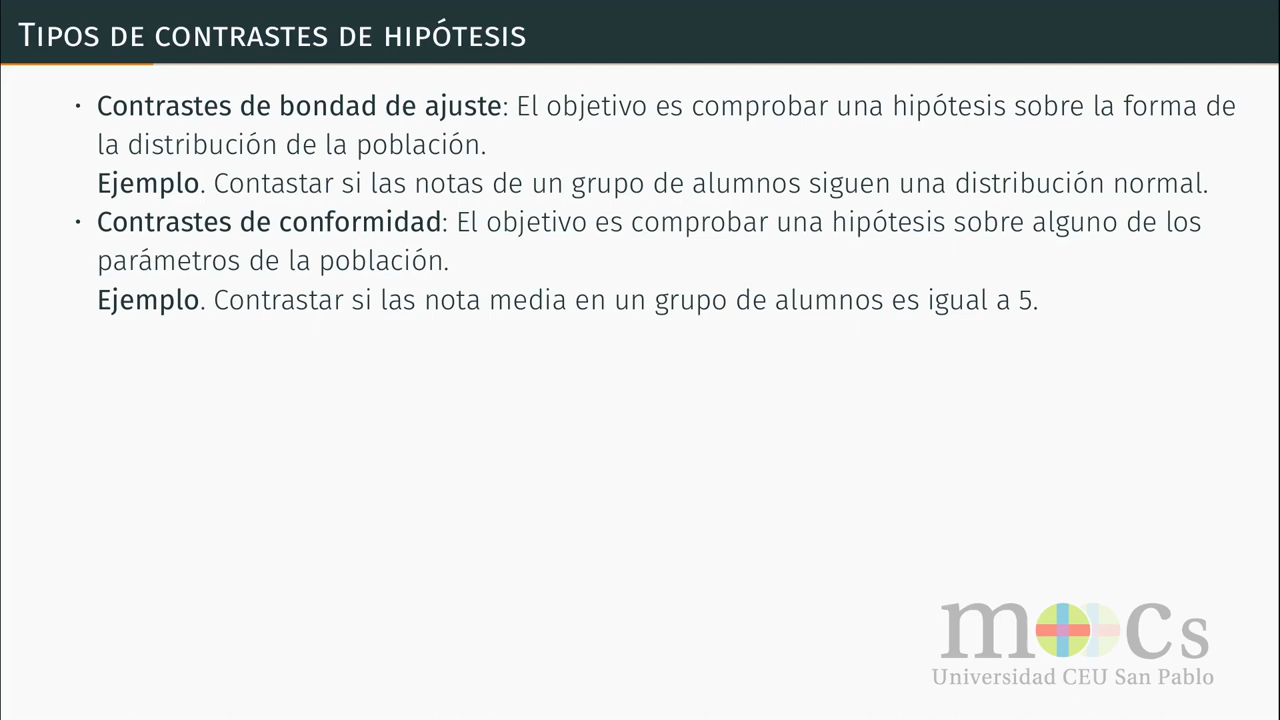 Tipos de contrastes de hipótesis
· Contrastes de bondad de ajuste: El objetivo es comprobar una hipótesis sobre la forma de
la distribución de la población.
Ejemplo. Contastar si las notas de un grupo de alumnos siguen una distribución normal.
· Contrastes de conformidad: El objetivo es comprobar una hipótesis sobre alguno de los
parámetros de la población.
Ejemplo. Contrastar si las nota media en un grupo de alumnos es igual a 5.
moocs
Universidad CEU San Pablo